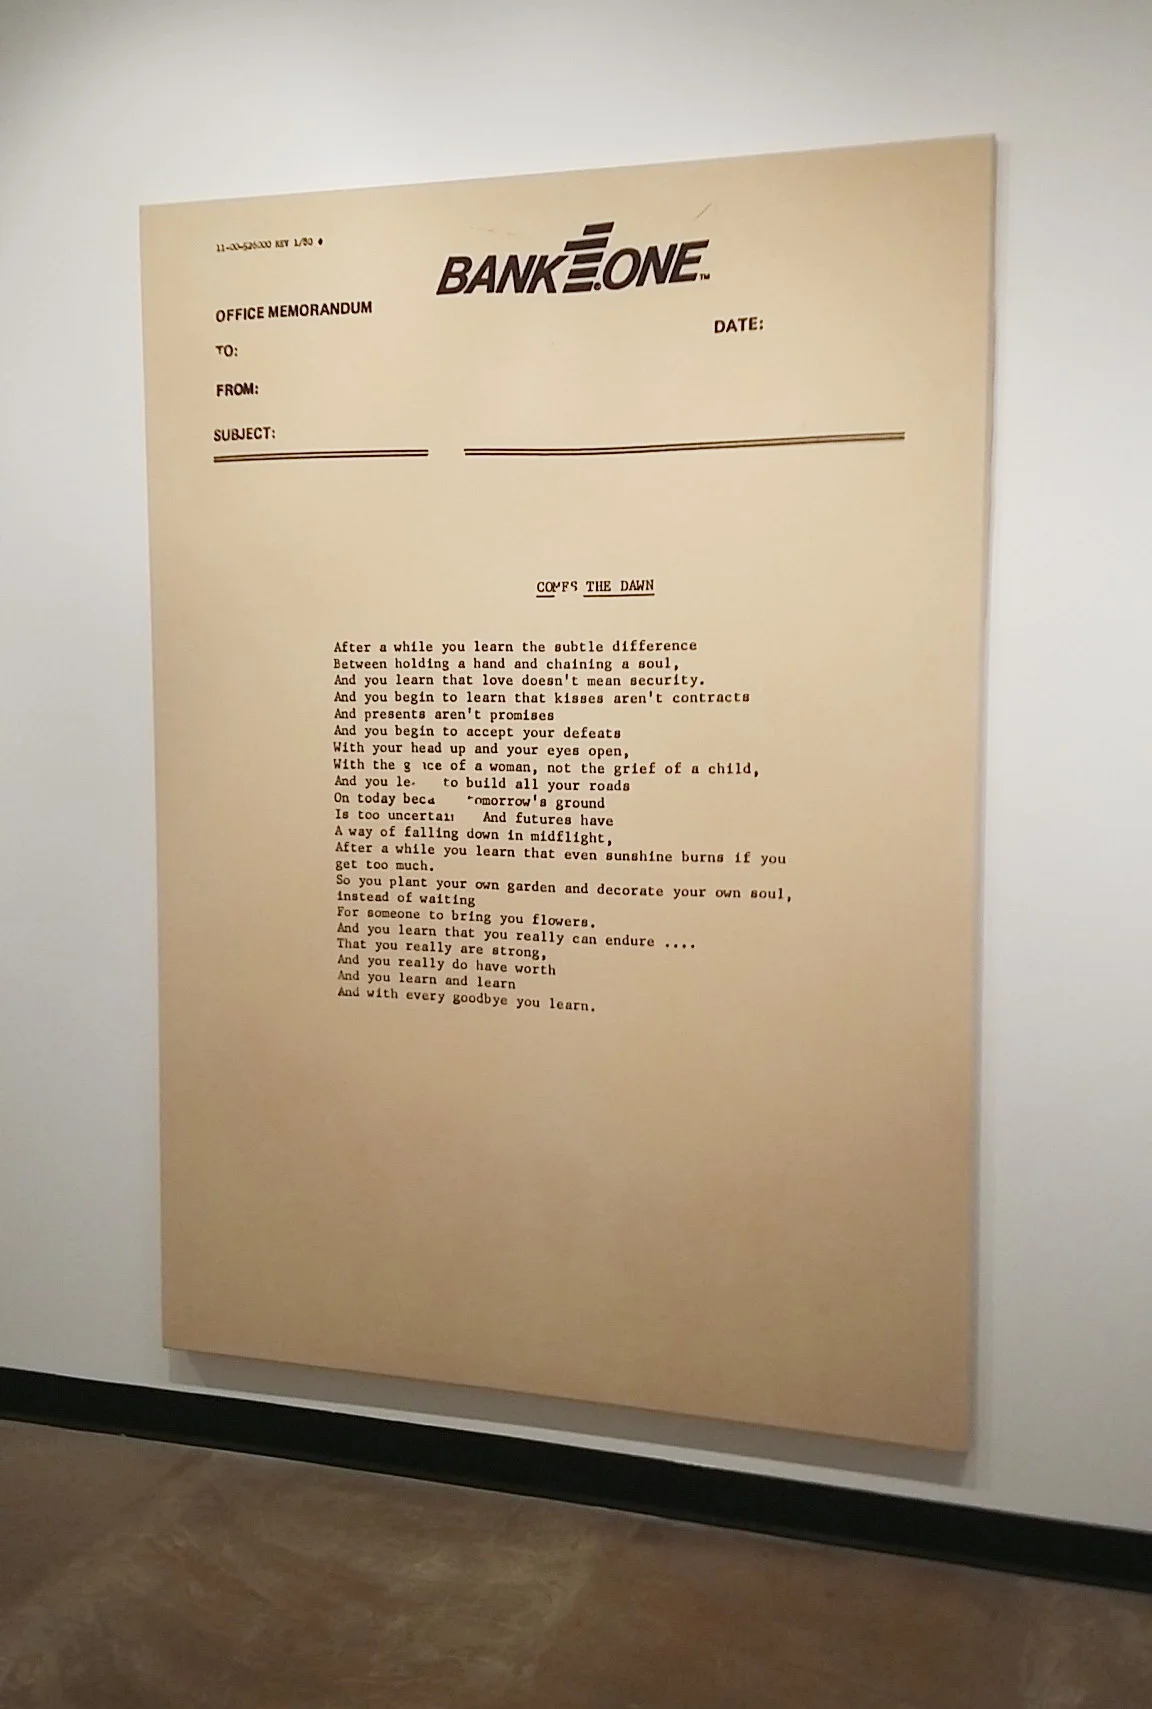 11-00-526000 REV 1/80
BANK ONE™
OFFICE MEMORANDUM
DATE:
TO:
FROM:
SUBJECT:
COMES THE DAWN
After a while you learn the subtle difference
Between holding a hand and chaining a soul,
And you learn that love doesn't mean security.
And you begin to learn that kisses aren't contracts
And presents aren't promises
And you begin to accept your defeats
With your head up and your eyes open,
With the of a woman, not the grief of a child,
And you to build all your roads
On today tomorrow's ground
Is too And futures have
A way of falling down in midflight,
After a while you learn that even sunshine burns if you
get too much.
So you plant your own garden and decorate your own soul,
instead of waiting
For someone to bring you flowers.
And you learn that you really can endure ....
That you really are strong,
And you really do have worth
And you learn and learn
And with every goodbye you learn.